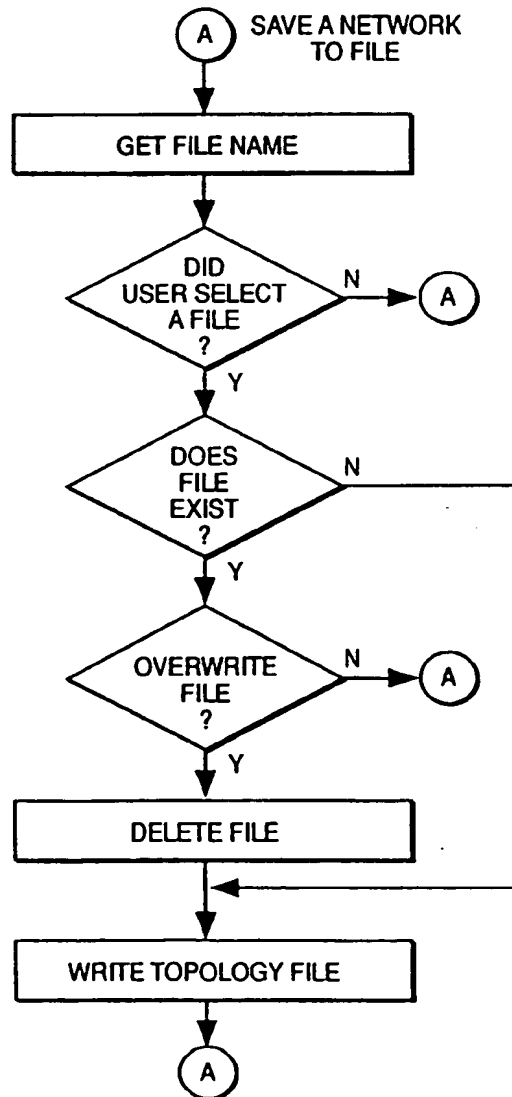 A
SAVE A NETWORK
TO FILE
GET FILE NAME
DID
USER SELECT
A FILE
?
N
A
Y
DOES
FILE
EXIST
?
N
Y
OVERWRITE
FILE
?
N
A
Y
DELETE FILE
WRITE TOPOLOGY FILE
A